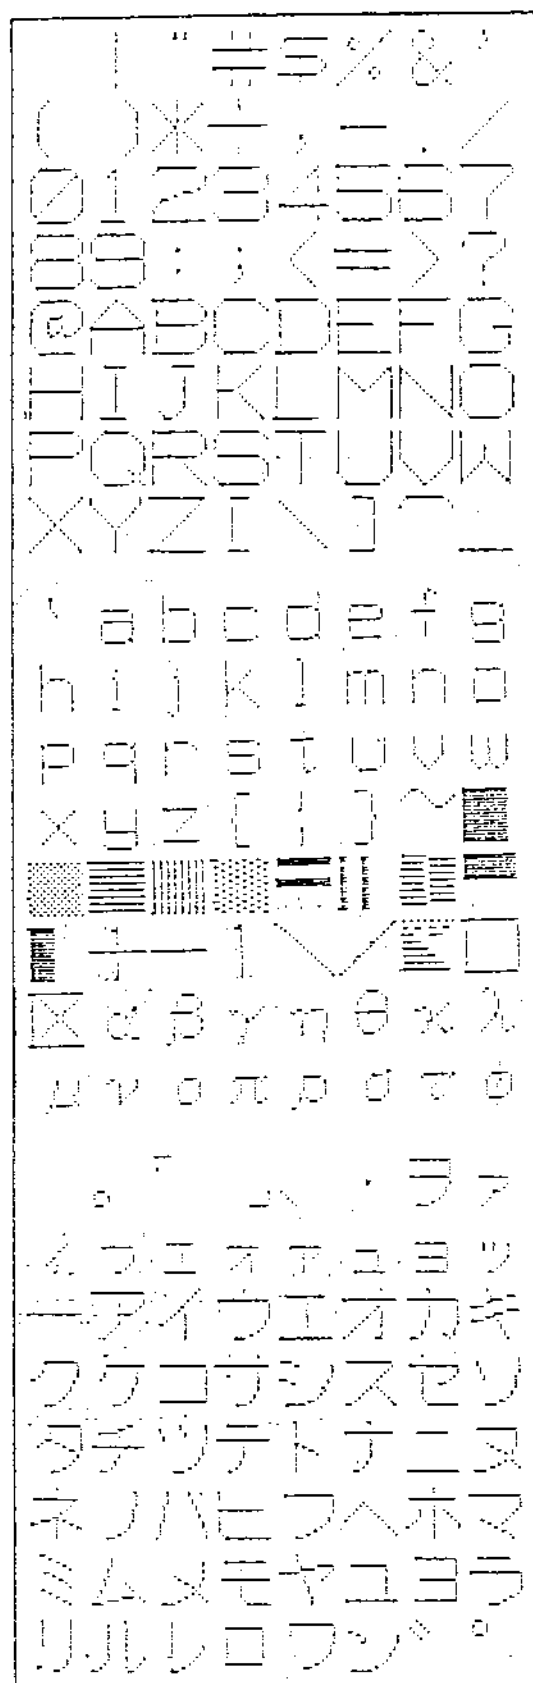 ! " # $ % & '
( ) * + , - . /
0 1 2 3 4 5 6 7
8 9 : ; < = > ?
@ A B C D E F G
H I J K L M N O
P Q R S T U V W
X Y Z [ \ ] ^ _
` a b c d e f g
h i j k l m n o
p q r s t u v w
x y z { | } ~
α β γ η θ κ λ
μ ν ο π ρ σ τ φ
。 「 」 、 ・ ヲ ァ
ィ ゥ ェ ォ ャ ュ ョ ッ
ー ア イ ウ エ オ カ キ
ク ケ コ サ シ ス セ ソ
タ チ ツ テ ト ナ ニ ヌ
ネ ノ ハ ヒ フ ヘ ホ マ
ミ ム メ モ ヤ ユ ヨ ラ
リ ル レ ロ ワ ン ゛ ゜